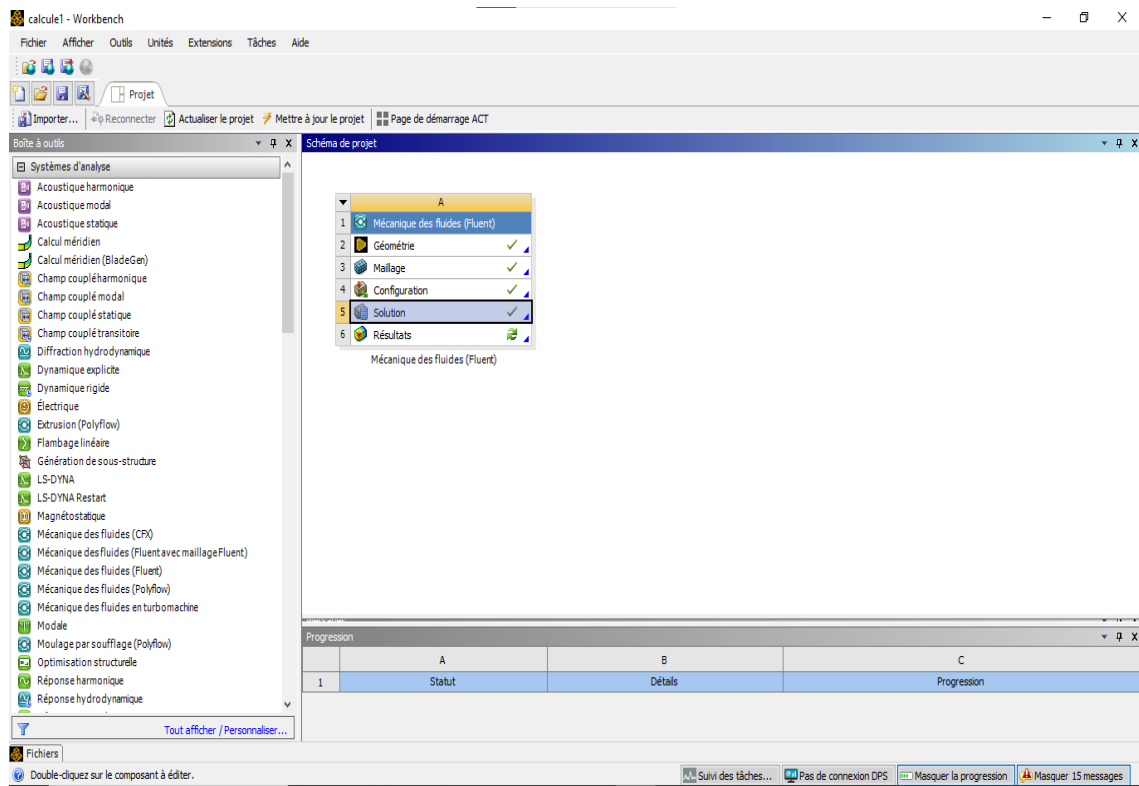 calcule1 - Workbench
Fichier Afficher Outils Unités Extensions Tâches Aide
Projet
Importer... Reconnecter Actualiser le projet Mettre à jour le projet Page de démarrage ACT
Boîte à outils
Systèmes d'analyse
Acoustique harmonique
Acoustique modal
Acoustique statique
Calcul méridien
Calcul méridien (BladeGen)
Champ couplé harmonique
Champ couplé modal
Champ couplé statique
Champ couplé transitoire
Diffraction hydrodynamique
Dynamique explicite
Dynamique rigide
Électrique
Extrusion (Polyflow)
Flambage linéaire
Génération de sous-structure
LS-DYNA
LS-DYNA Restart
Magnétostatique
Mécanique des fluides (CFX)
Mécanique des fluides (Fluent avec maillage Fluent)
Mécanique des fluides (Fluent)
Mécanique des fluides (Polyflow)
Mécanique des fluides en turbomachine
Modale
Moulage par soufflage (Polyflow)
Optimisation structurelle
Réponse harmonique
Réponse hydrodynamique
Tout afficher / Personnaliser...
Schéma de projet
A
1 Mécanique des fluides (Fluent)
2 Géométrie
3 Maillage
4 Configuration
5 Solution
6 Résultats
Mécanique des fluides (Fluent)
Progression
A B C
1 Statut Détails Progression
Fichiers
Double-cliquez sur le composant à éditer.
Suivi des tâches... Pas de connexion DPS Masquer la progression Masquer 15 messages